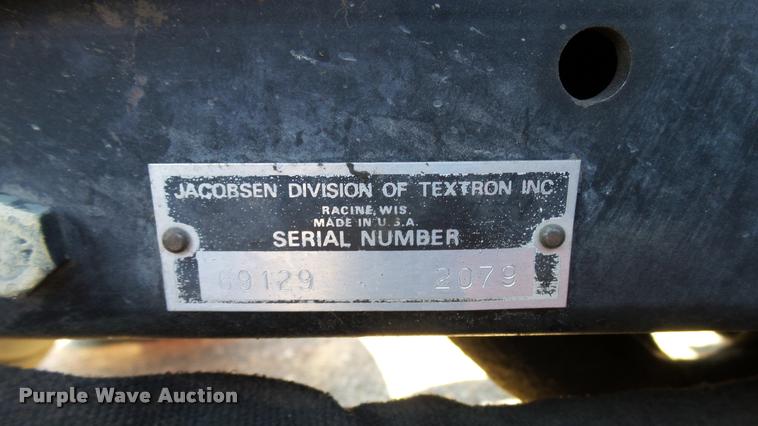 JACOBSEN DIVISION OF TEXTRON INC
RACINE, WIS.
MADE IN U.S.A.
SERIAL NUMBER
69129 2079
Purple Wave Auction